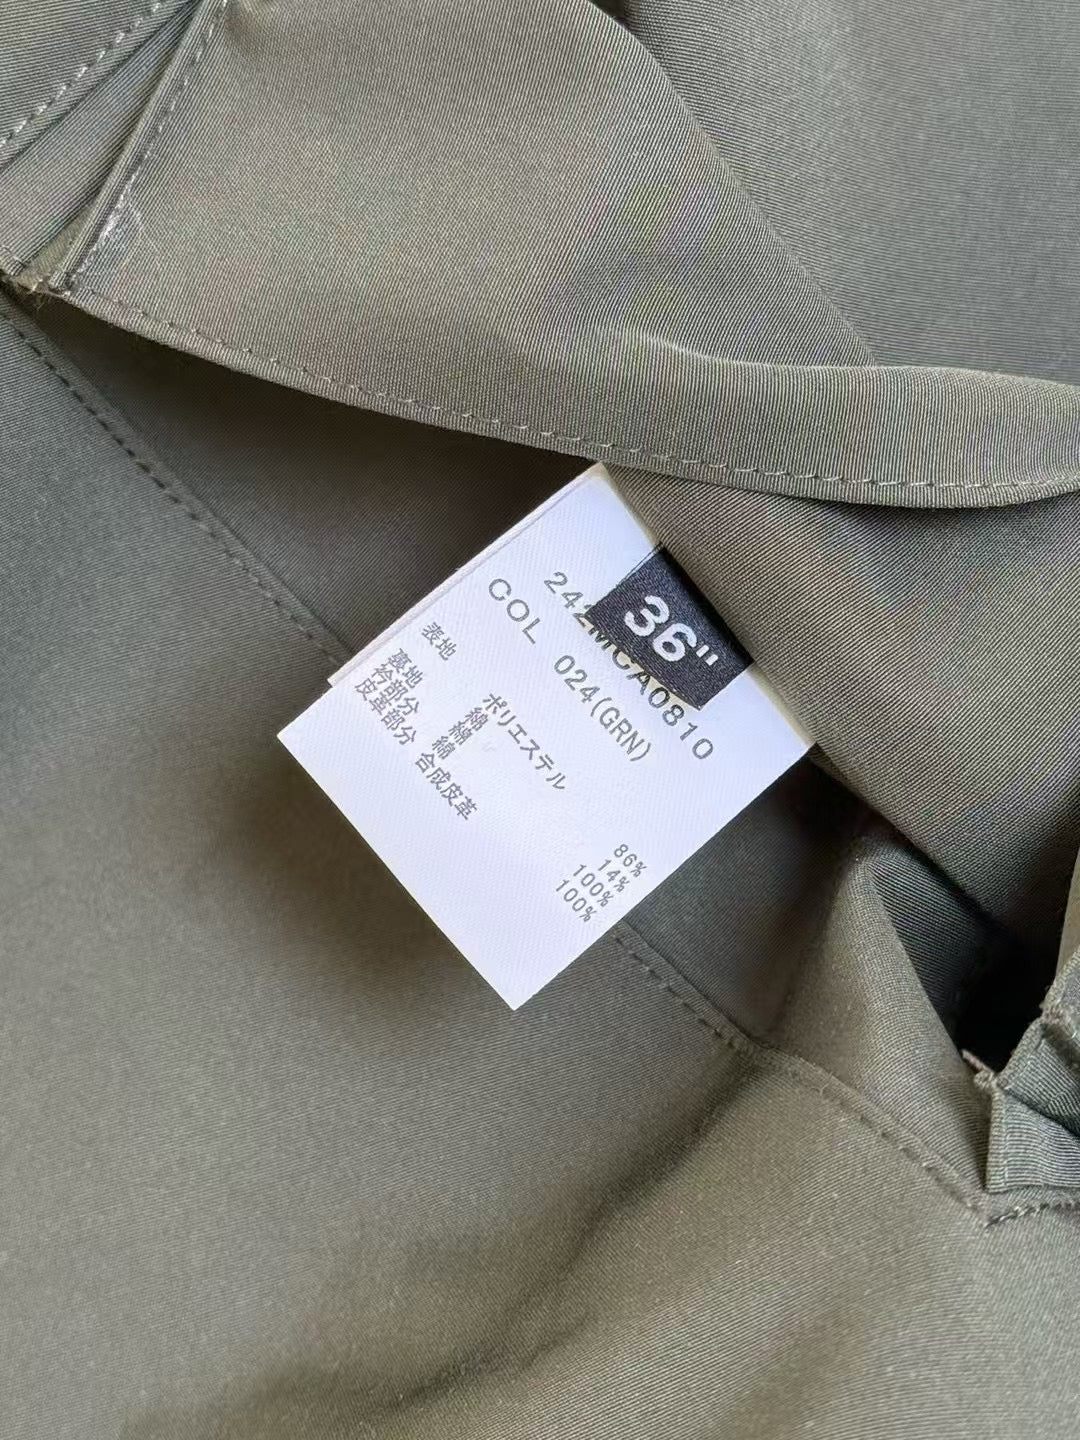 36"
242MCA0810
COL 024(GRN)
表地 ポリエステル 86%
綿 14%
裏地 綿 100%
衿部分 綿 100%
皮革部分 合成皮革